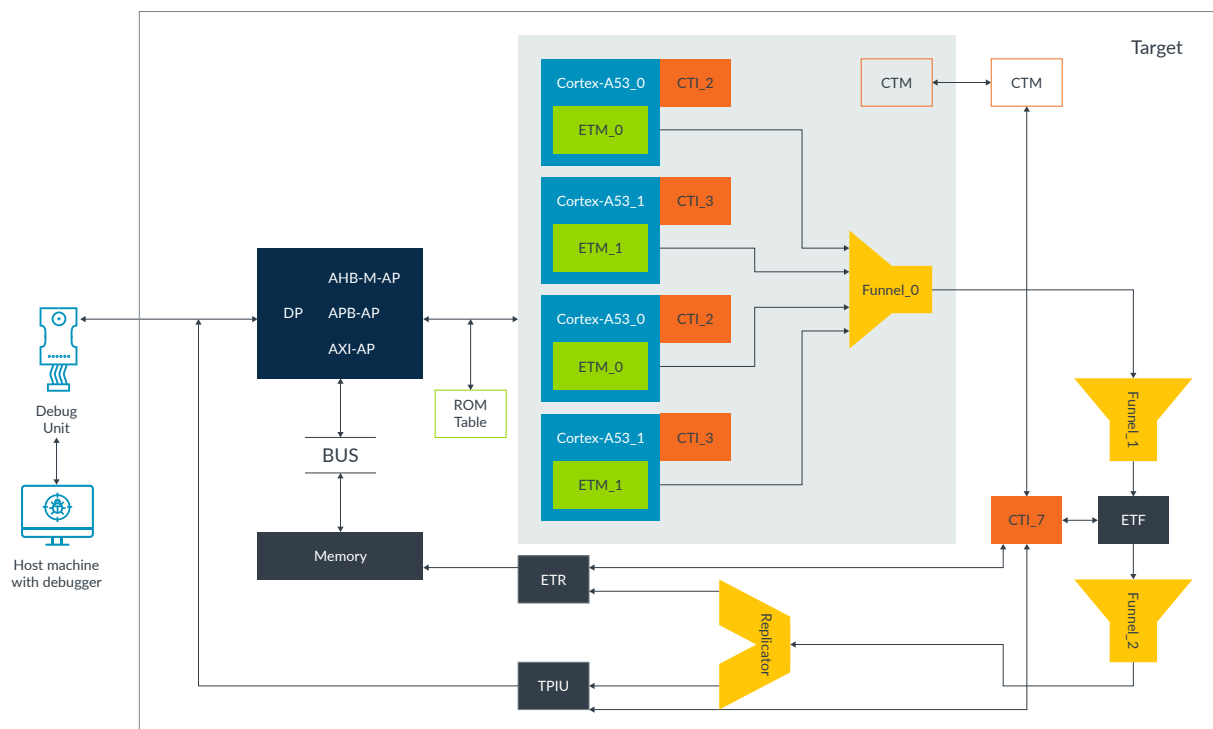 Target
Cortex-A53_0
CTI_2
CTM
CTM
ETM_0
Cortex-A53_1
CTI_3
ETM_1
AHB-M-AP
DP
APB-AP
AXI-AP
Funnel_0
Cortex-A53_0
CTI_2
ETM_0
ROM
Table
Debug
Unit
Funnel_1
Cortex-A53_1
CTI_3
BUS
ETM_1
CTI_7
ETF
Host machine
with debugger
Memory
ETR
Funnel_2
Replicator
TPIU